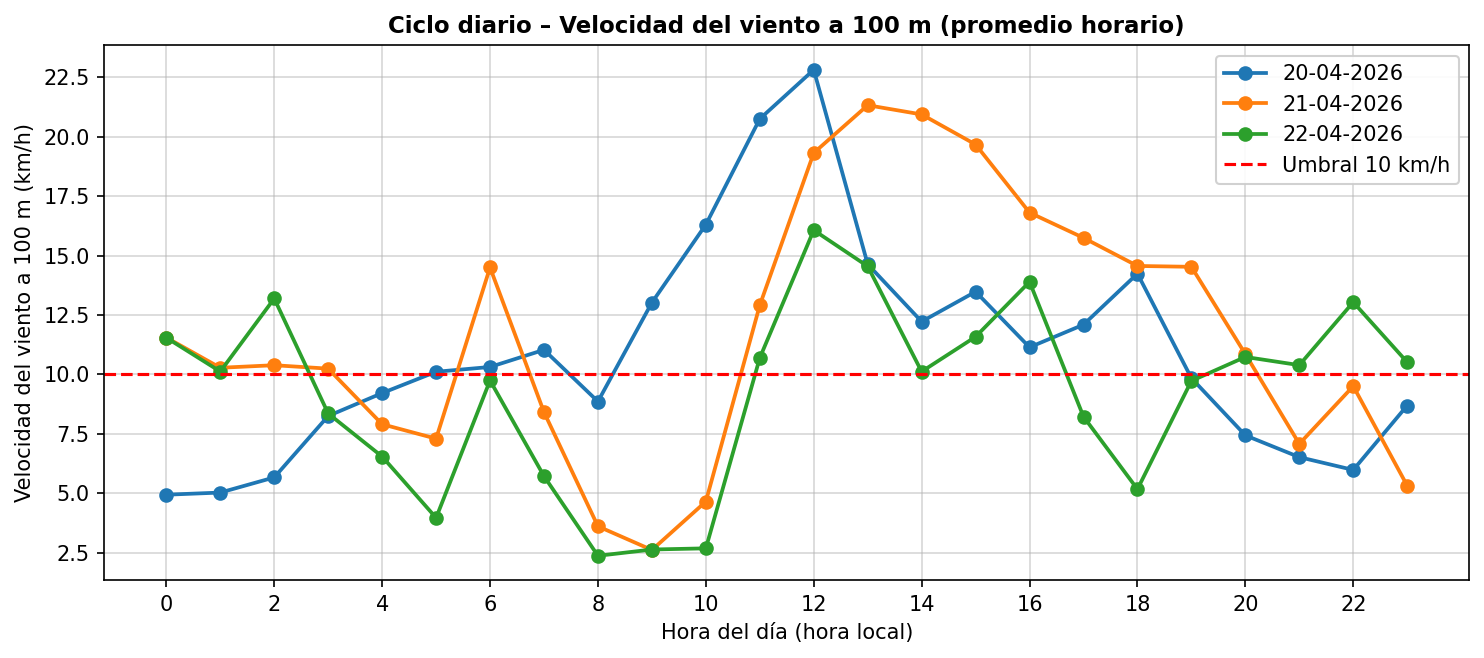 Ciclo diario – Velocidad del viento a 100 m (promedio horario)
Velocidad del viento a 100 m (km/h)
22.5
20.0
17.5
15.0
12.5
10.0
7.5
5.0
2.5
20-04-2026
21-04-2026
22-04-2026
Umbral 10 km/h
0 2 4 6 8 10 12 14 16 18 20 22
Hora del día (hora local)